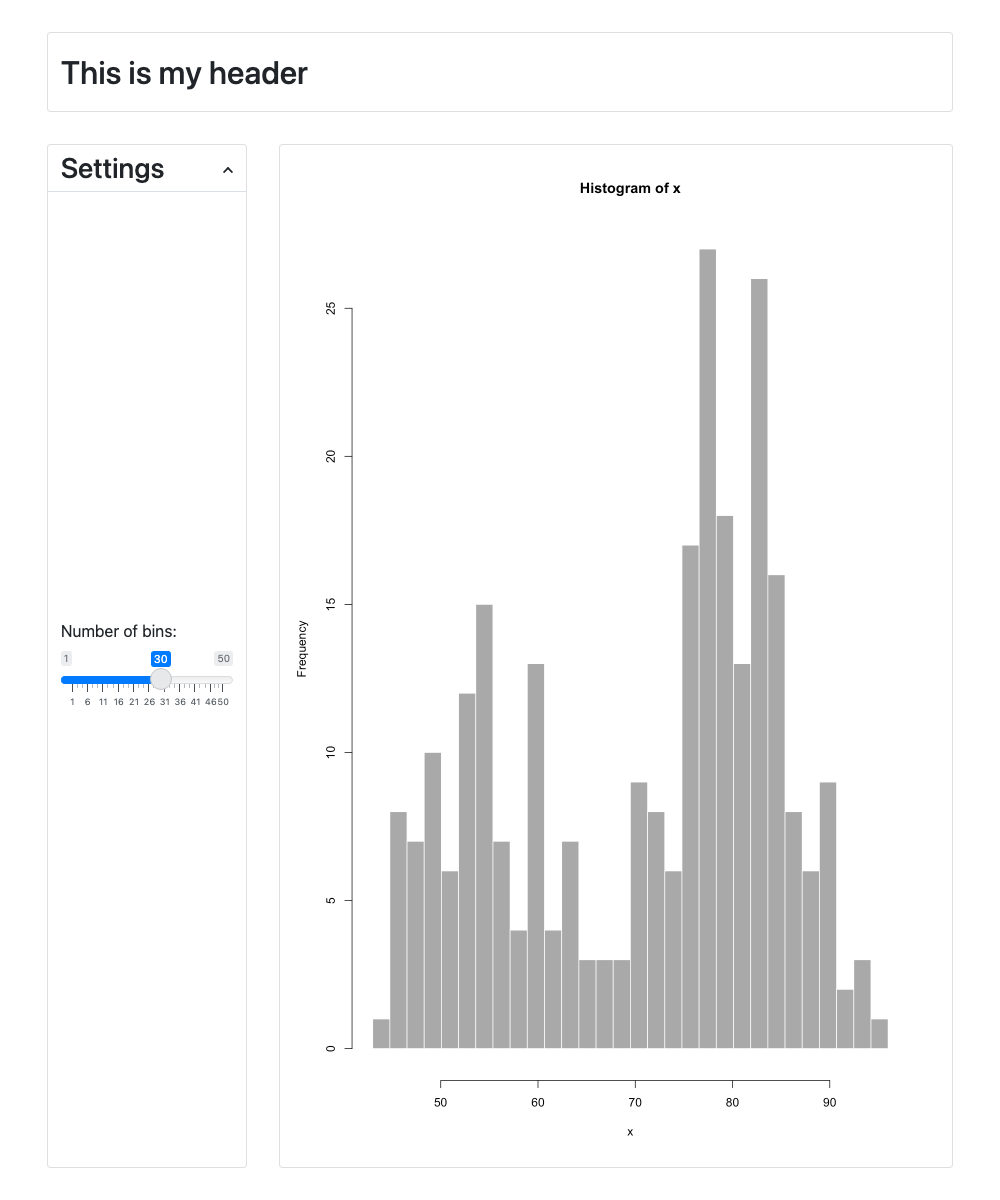 This is my header
Settings
Number of bins:
1 30 50
1 6 11 16 21 26 31 36 41 46 50
Histogram of x
Frequency
25
20
15
10
5
0
50 60 70 80 90
x